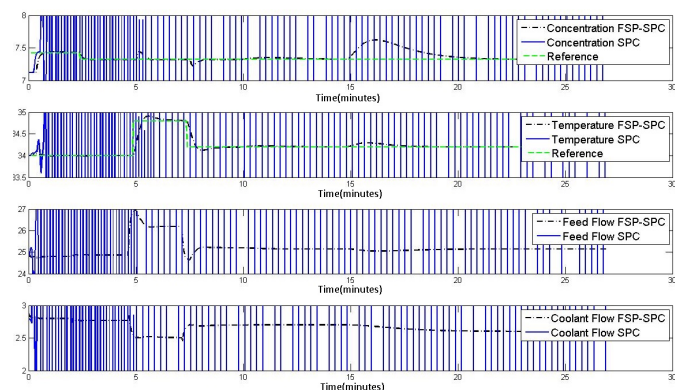 8
7.5
7
0 5 10 15 20 25 30
Time(minutes)
Concentration FSP-SPC
Concentration SPC
Reference
35
34.5
34
33.5
0 5 10 15 20 25 30
Time(minutes)
Temperature FSP-SPC
Temperature SPC
Reference
27
26
25
24
0 5 10 15 20 25 30
Time(minutes)
Feed Flow FSP-SPC
Feed Flow SPC
3
2.5
2
0 5 10 15 20 25 30
Time(minutes)
Coolant Flow FSP-SPC
Coolant Flow SPC